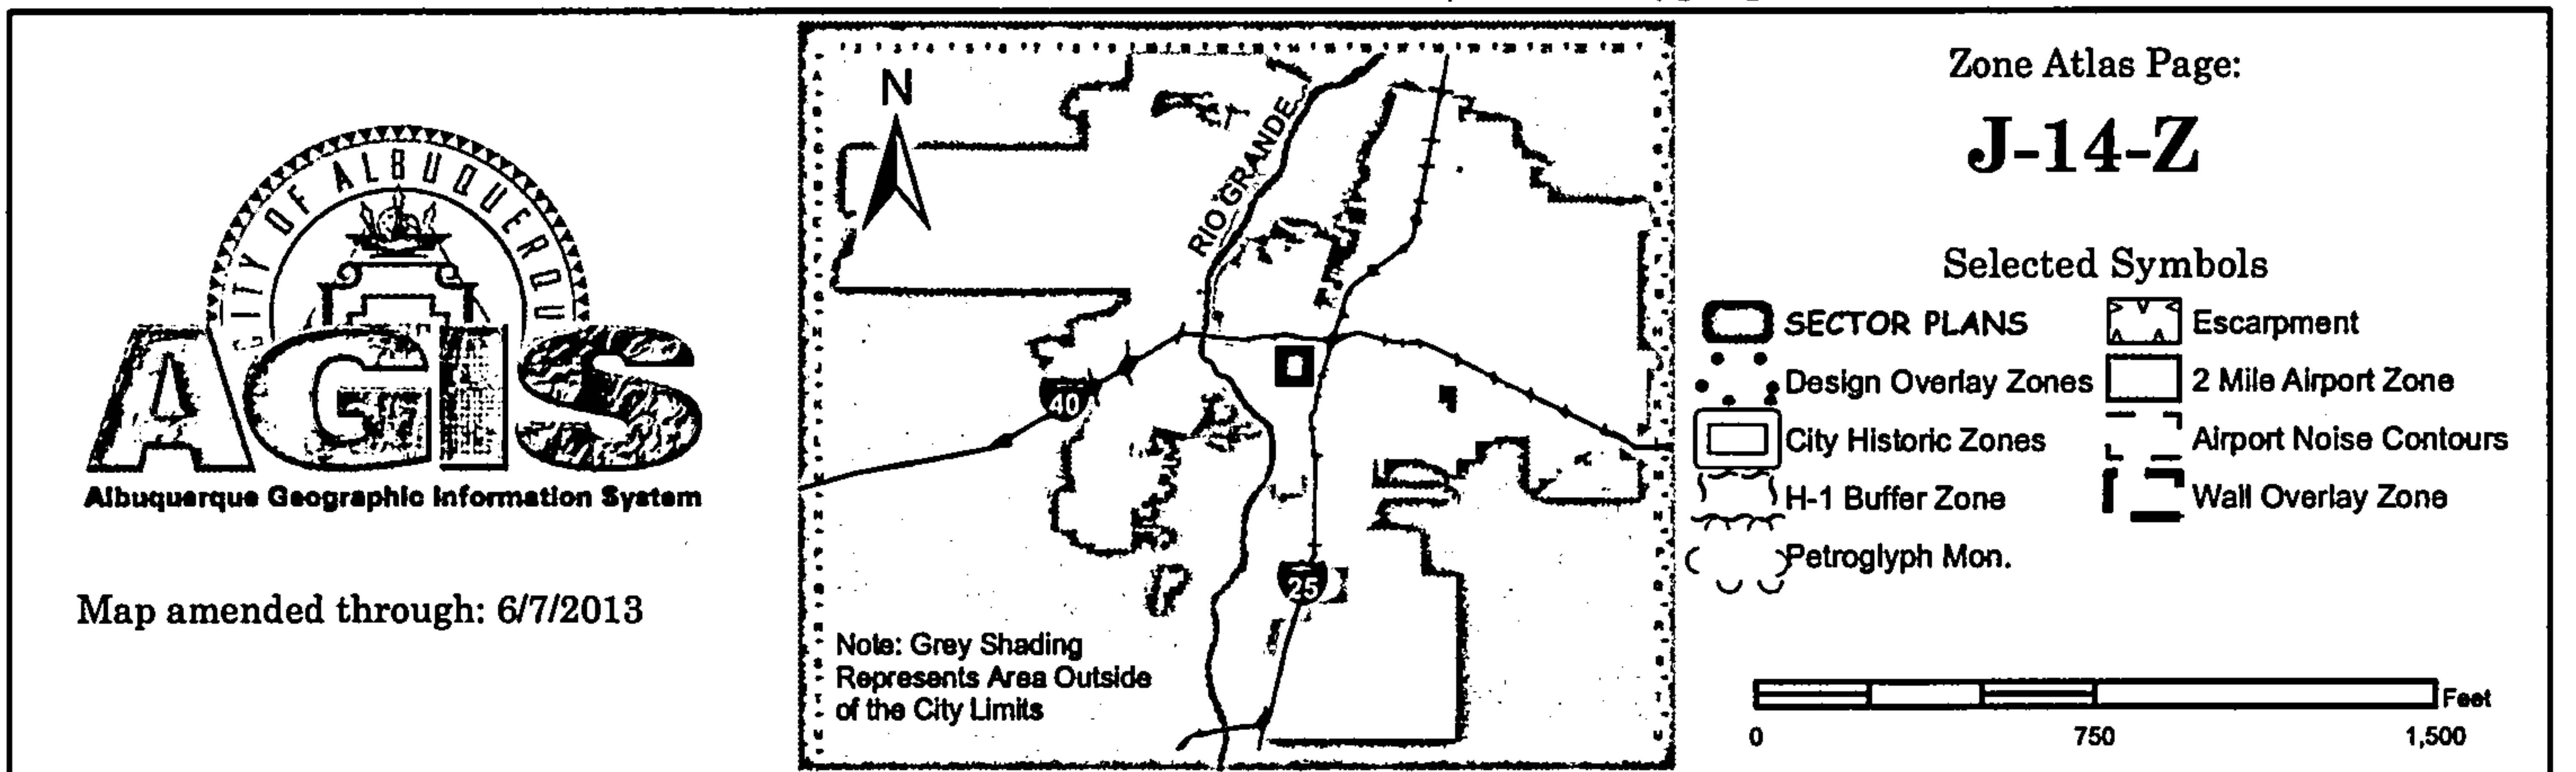 CITY OF ALBUQUERQU
AGIS
Albuquerque Geographic Information System
Map amended through: 6/7/2013
N
RIO GRANDE
40
25
Note: Grey Shading
Represents Area Outside
of the City Limits
Zone Atlas Page:
J-14-Z
Selected Symbols
SECTOR PLANS
Escarpment
Design Overlay Zones
2 Mile Airport Zone
City Historic Zones
Airport Noise Contours
H-1 Buffer Zone
Wall Overlay Zone
Petroglyph Mon.
Feet
0 750 1,500